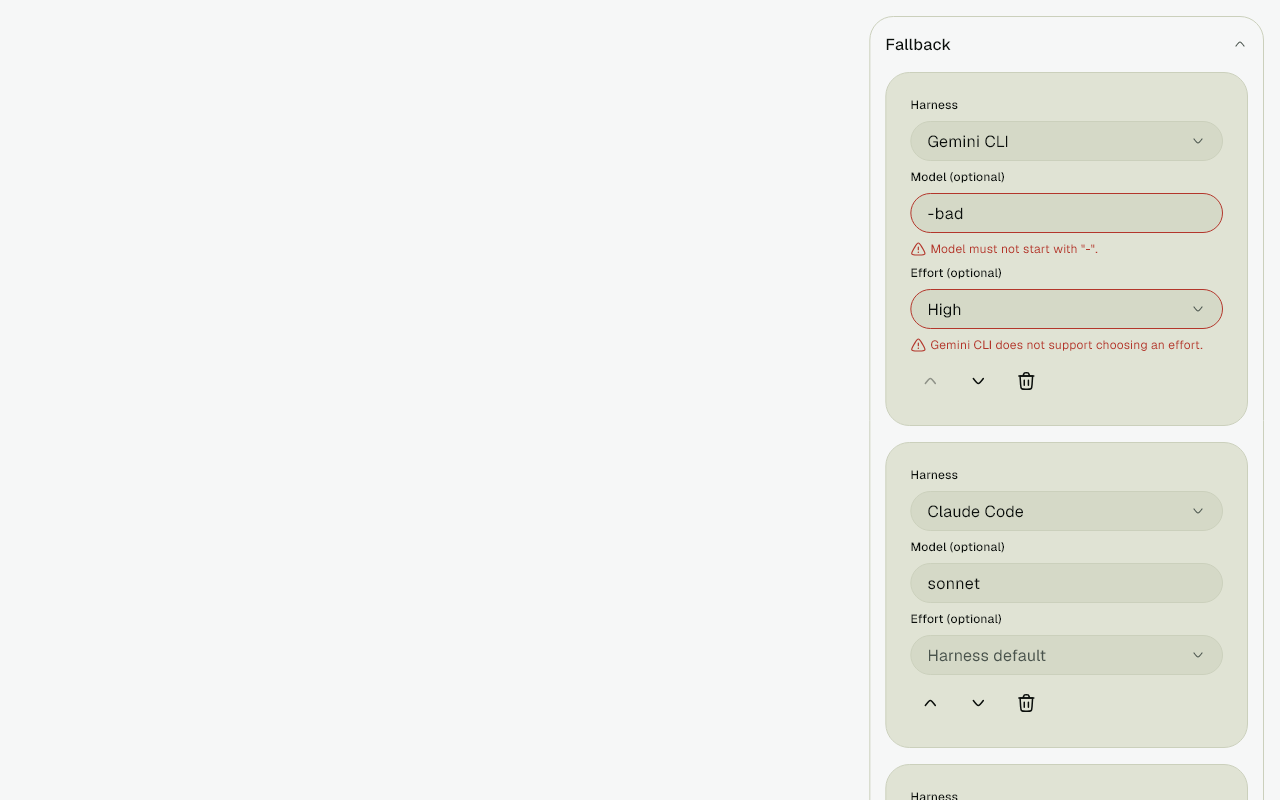 Fallback
Harness
Gemini CLI
Model (optional)
-bad
Model must not start with "-".
Effort (optional)
High
Gemini CLI does not support choosing an effort.
Harness
Claude Code
Model (optional)
sonnet
Effort (optional)
Harness default
Harness